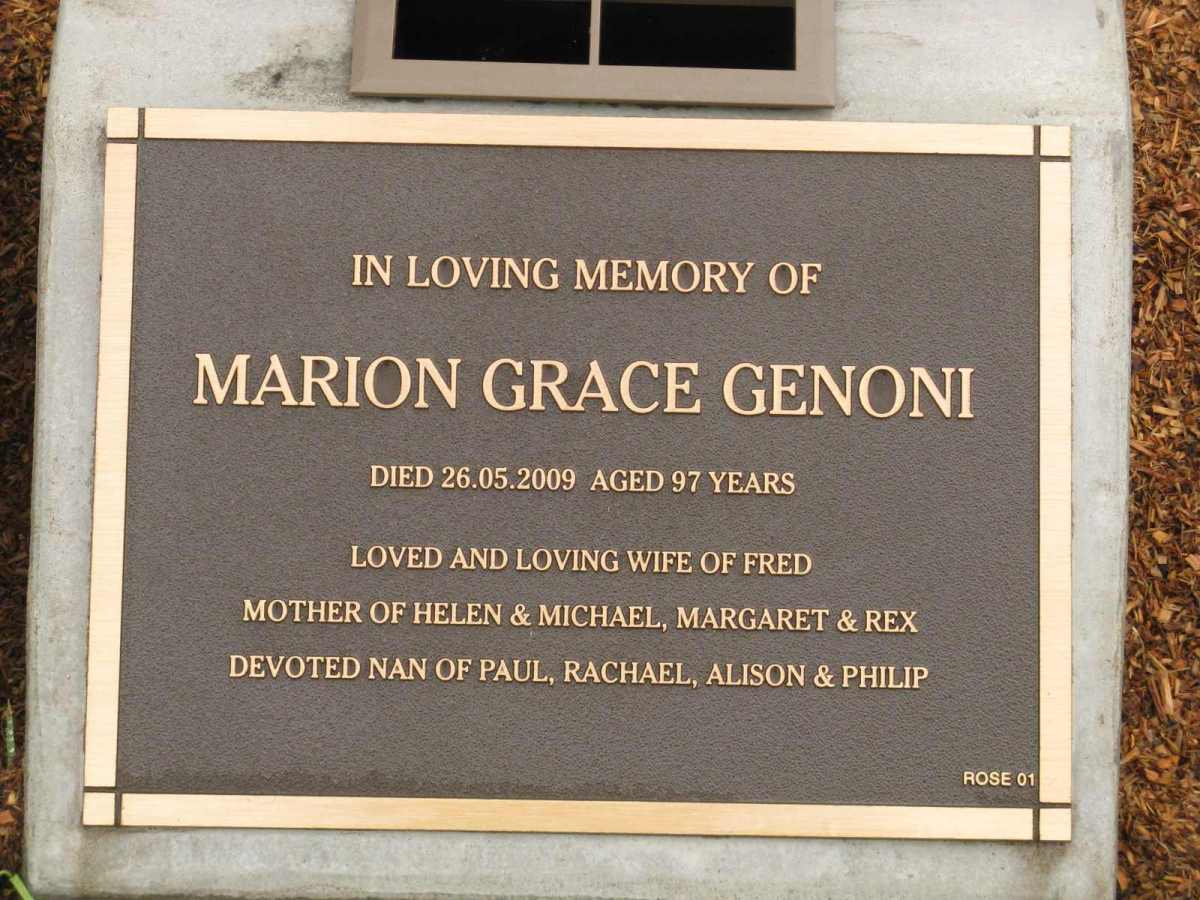 IN LOVING MEMORY OF
MARION GRACE GENONI
DIED 26.05.2009 AGED 97 YEARS
LOVED AND LOVING WIFE OF FRED
MOTHER OF HELEN & MICHAEL, MARGARET & REX
DEVOTED NAN OF PAUL, RACHAEL, ALISON & PHILIP
ROSE 01